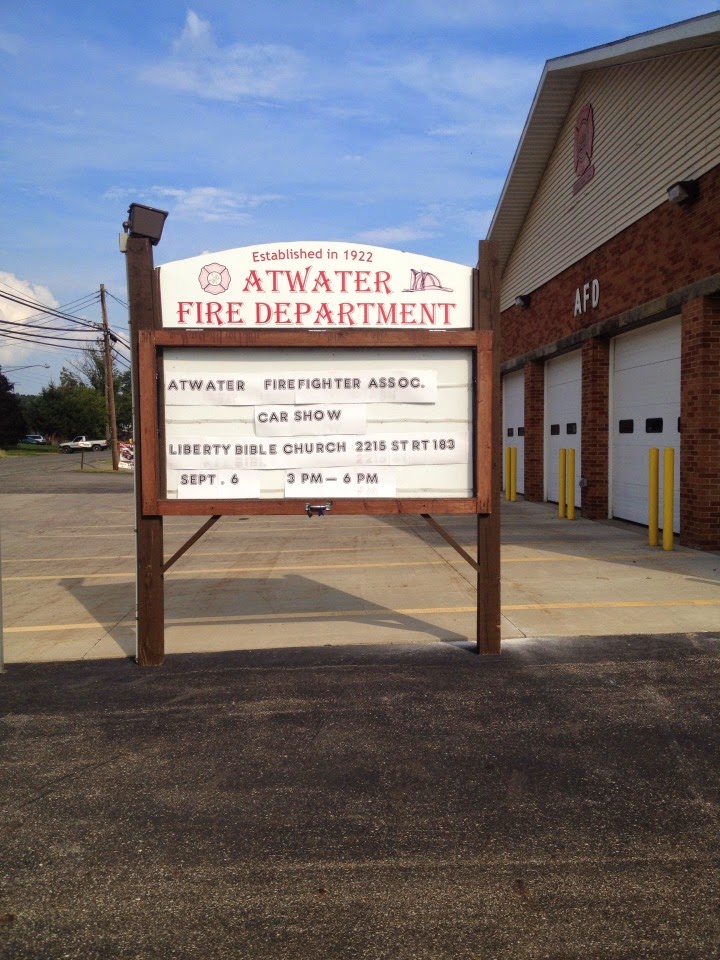 Established in 1922
ATWATER
FIRE DEPARTMENT
ATWATER FIREFIGHTER ASSOC.
CAR SHOW
LIBERTY BIBLE CHURCH 2215 ST RT 183
SEPT. 6 3 PM — 6 PM
AFD